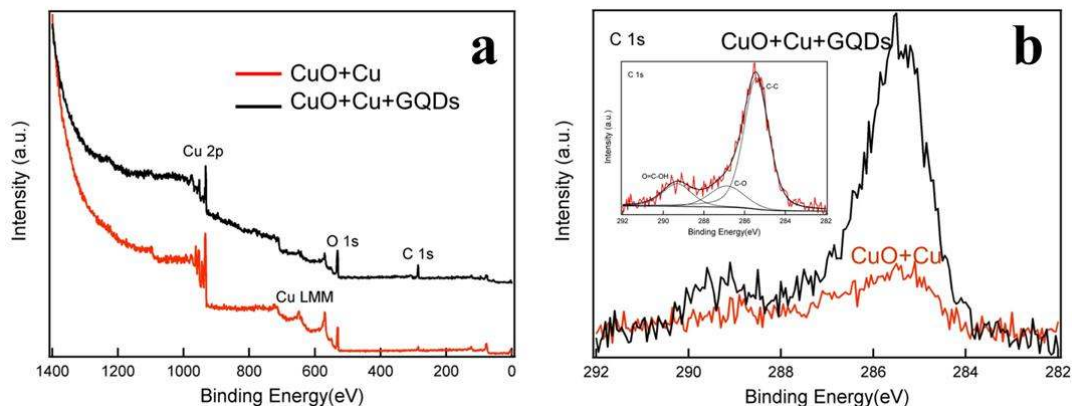 a
CuO+Cu
CuO+Cu+GQDs
Cu 2p
O 1s
C 1s
Cu LMM
Intensity (a.u.)
1400 1200 1000 800 600 400 200 0
Binding Energy(eV)
b
C 1s
CuO+Cu+GQDs
C 1s
C-C
O=C-OH
C-O
Intensity (a.u.)
292 290 288 286 284 282
Binding Energy(eV)
CuO+Cu
Intensity (a.u.)
292 290 288 286 284 282
Binding Energy(eV)